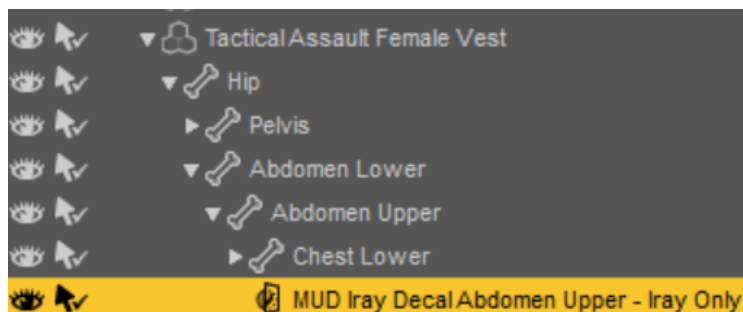 Tactical Assault Female Vest
Hip
Pelvis
Abdomen Lower
Abdomen Upper
Chest Lower
MUD Iray Decal Abdomen Upper - Iray Only